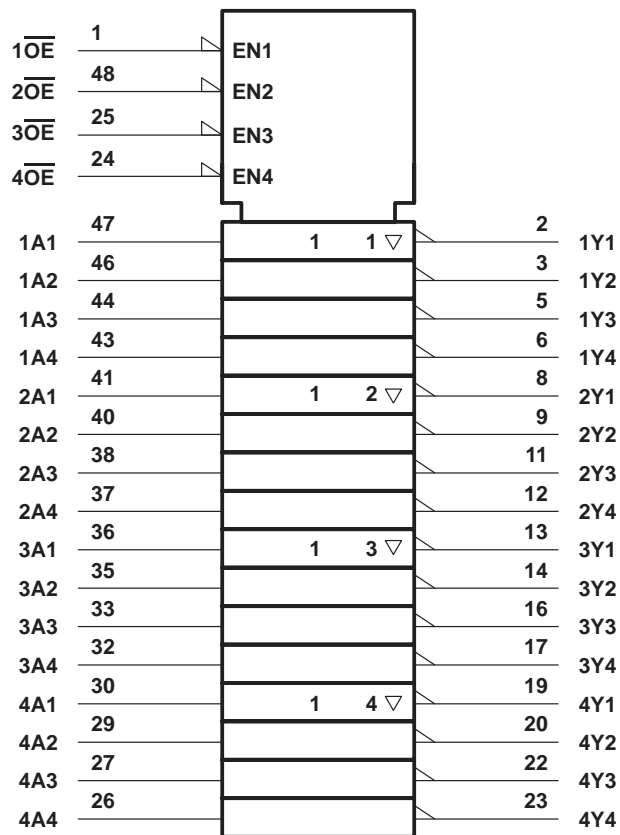 1O̅E̅ 1 EN1
2O̅E̅ 48 EN2
3O̅E̅ 25 EN3
4O̅E̅ 24 EN4
1A1 47 1 1 ▽ 2 1Y1
1A2 46 3 1Y2
1A3 44 5 1Y3
1A4 43 6 1Y4
2A1 41 1 2 ▽ 8 2Y1
2A2 40 9 2Y2
2A3 38 11 2Y3
2A4 37 12 2Y4
3A1 36 1 3 ▽ 13 3Y1
3A2 35 14 3Y2
3A3 33 16 3Y3
3A4 32 17 3Y4
4A1 30 1 4 ▽ 19 4Y1
4A2 29 20 4Y2
4A3 27 22 4Y3
4A4 26 23 4Y4